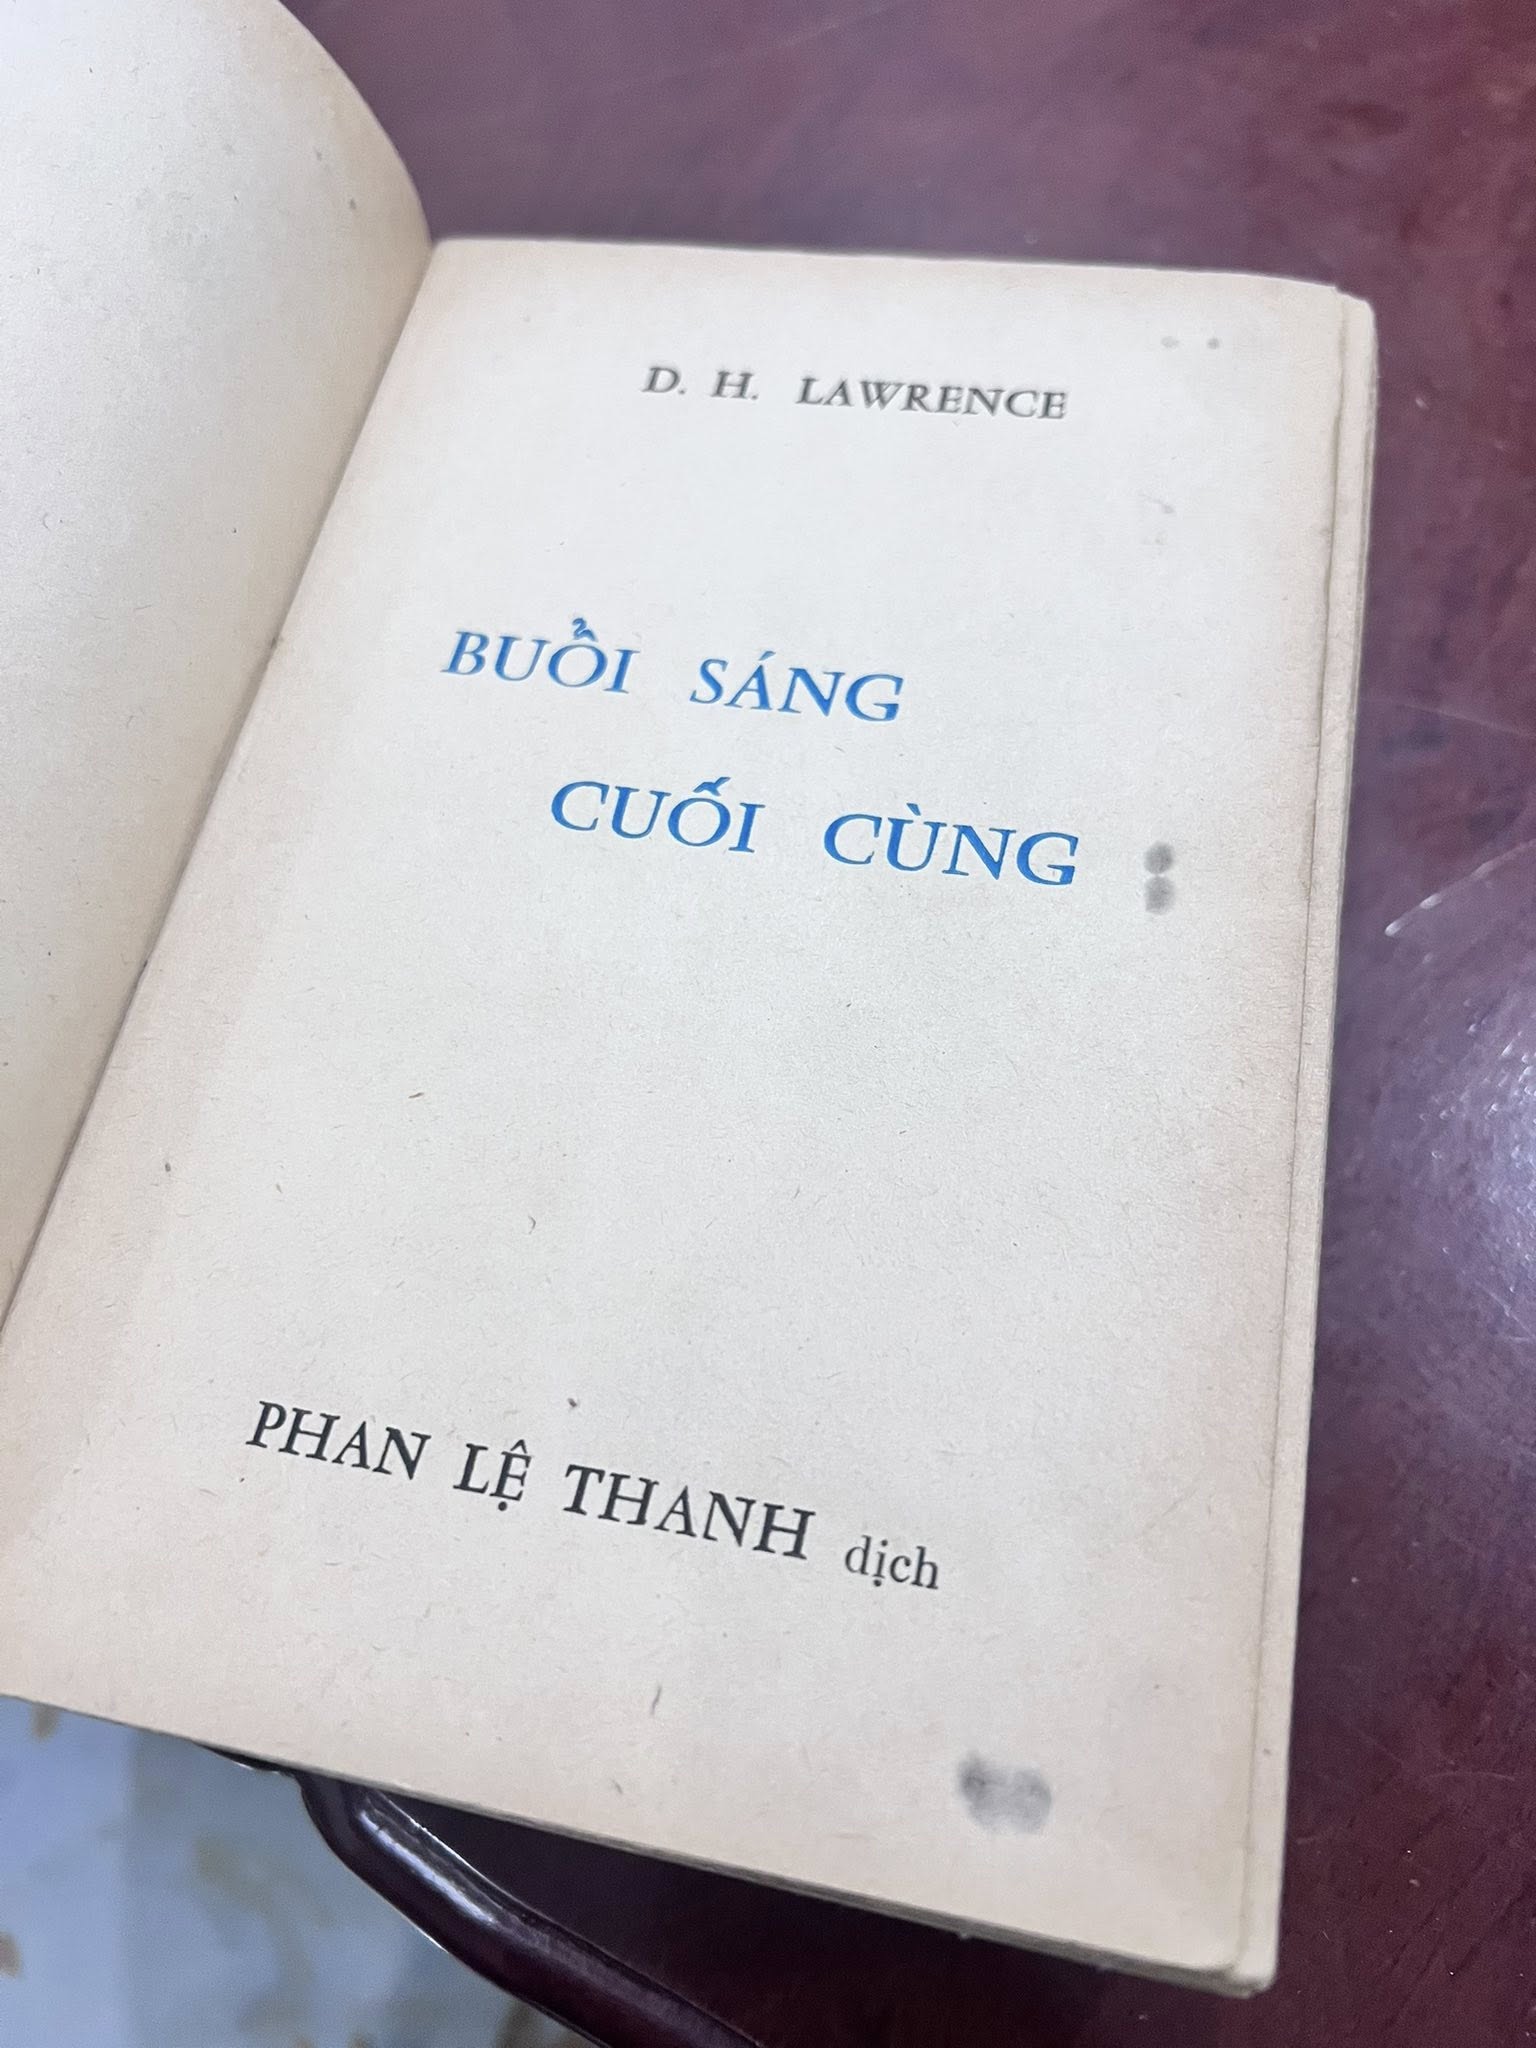 D. H. LAWRENCE
BUỔI SÁNG
CUỐI CÙNG
PHAN LỆ THANH dịch